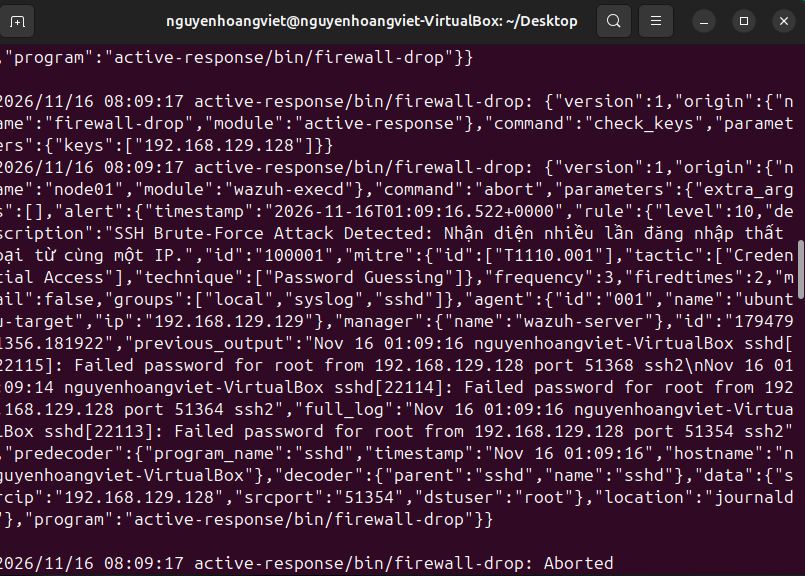 nguyenhoangviet@nguyenhoangviet-VirtualBox: ~/Desktop
,"program":"active-response/bin/firewall-drop"}}
2026/11/16 08:09:17 active-response/bin/firewall-drop: {"version":1,"origin":{"n
ame":"firewall-drop","module":"active-response"},"command":"check_keys","paramet
ers":{"keys":["192.168.129.128"]}}
2026/11/16 08:09:17 active-response/bin/firewall-drop: {"version":1,"origin":{"n
ame":"node01","module":"wazuh-execd"},"command":"abort","parameters":{"extra_arg
s":[],"alert":{"timestamp":"2026-11-16T01:09:16.522+0000","rule":{"level":10,"de
scription":"SSH Brute-Force Attack Detected: Nhận diện nhiều lần đăng nhập thất
bại từ cùng một IP.","id":"100001","mitre":{"id":["T1110.001"],"tactic":["Creden
tial Access"],"technique":["Password Guessing"]},"frequency":3,"firedtimes":2,"m
ail":false,"groups":["local","syslog","sshd"]},"agent":{"id":"001","name":"ubunt
u-target","ip":"192.168.129.129"},"manager":{"name":"wazuh-server"},"id":"179479
1356.181922","previous_output":"Nov 16 01:09:16 nguyenhoangviet-VirtualBox sshd[
22115]: Failed password for root from 192.168.129.128 port 51368 ssh2\nNov 16 01
:09:14 nguyenhoangviet-VirtualBox sshd[22114]: Failed password for root from 192
.168.129.128 port 51364 ssh2","full_log":"Nov 16 01:09:16 nguyenhoangviet-Virtua
lBox sshd[22113]: Failed password for root from 192.168.129.128 port 51354 ssh2"
,"predecoder":{"program_name":"sshd","timestamp":"Nov 16 01:09:16","hostname":"n
guyenhoangviet-VirtualBox"},"decoder":{"parent":"sshd","name":"sshd"},"data":{"s
rcip":"192.168.129.128","srcport":"51354","dstuser":"root"},"location":"journald
"},"program":"active-response/bin/firewall-drop"}}
2026/11/16 08:09:17 active-response/bin/firewall-drop: Aborted